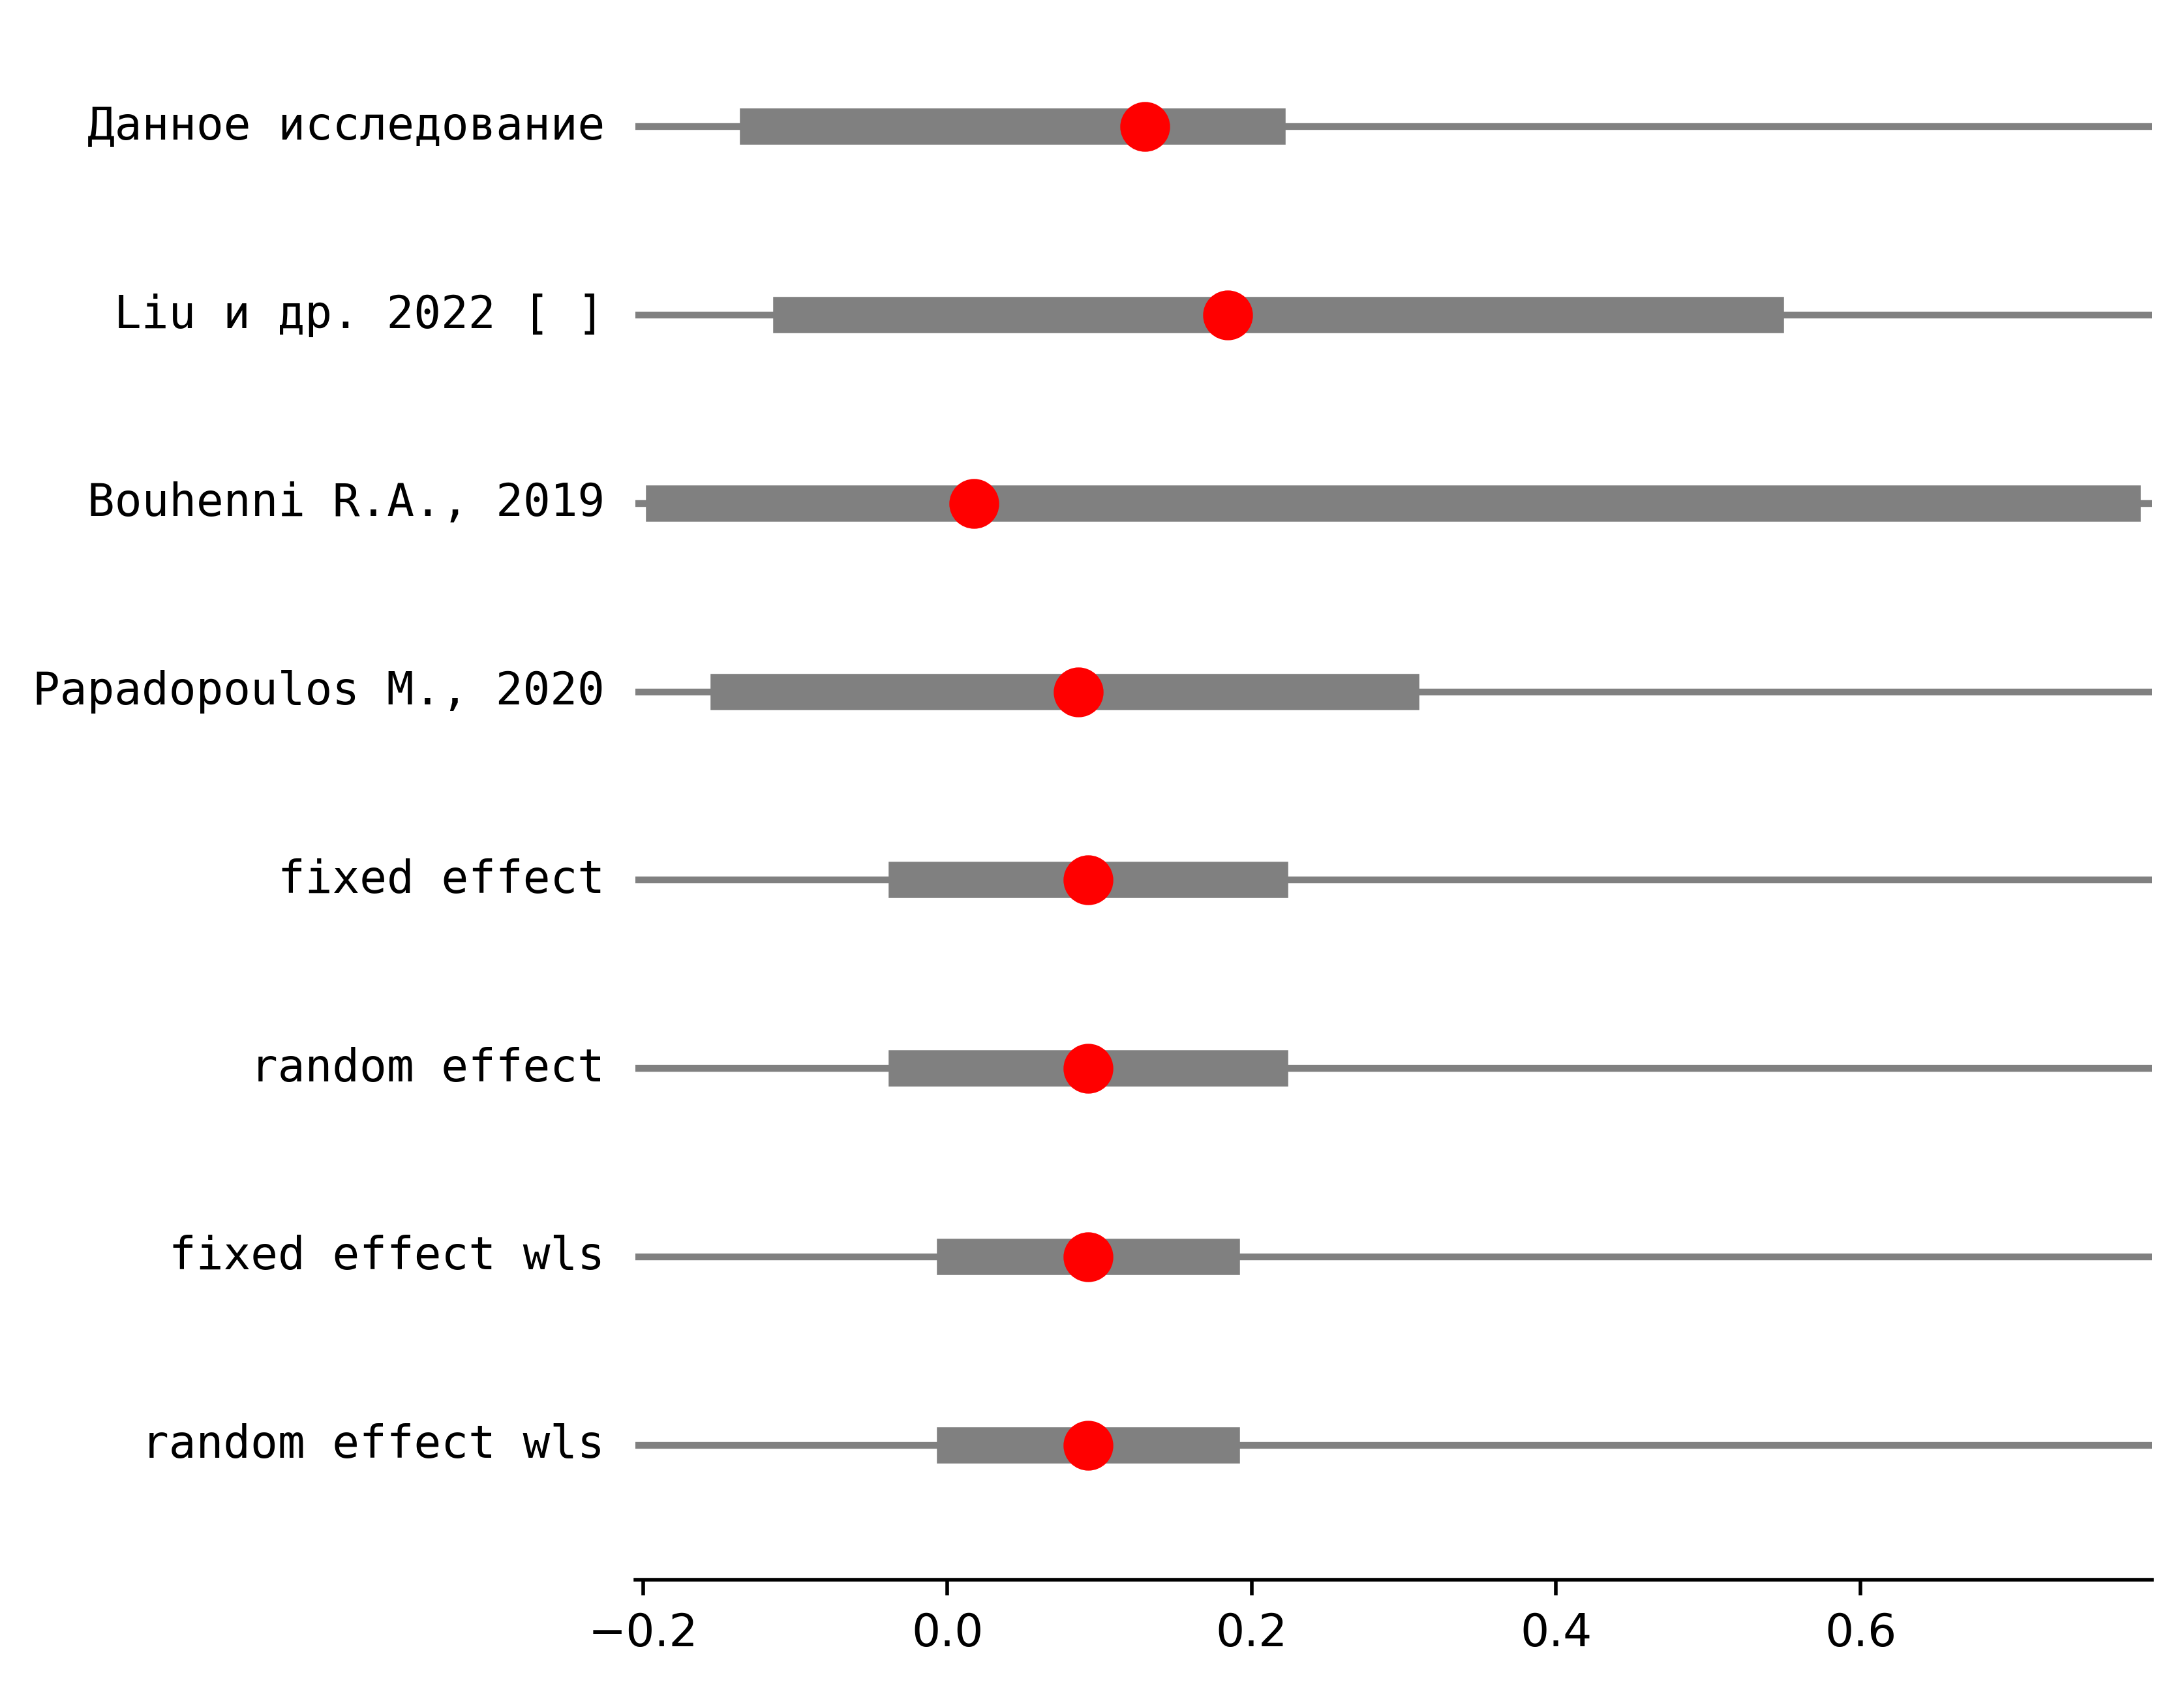 Данное исследование
Liu и др. 2022 [ ]
Bouhenni R.A., 2019
Papadopoulos M., 2020
fixed effect
random effect
fixed effect wls
random effect wls
−0.2 0.0 0.2 0.4 0.6